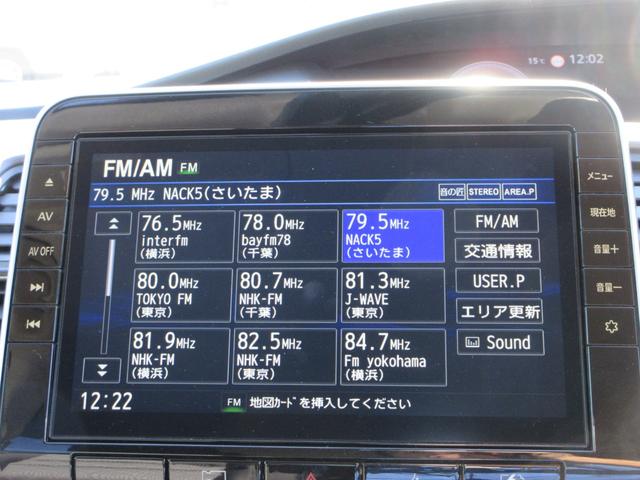 15℃ 12:02
FM/AM FM
79.5 MHz NACK5(さいたま) 音の匠 STEREO AREA.P
76.5MHz
interfm
(横浜)
78.0MHz
bayfm78
(千葉)
79.5MHz
NACK5
(さいたま)
80.0MHz
TOKYO FM
(東京)
80.7MHz
NHK-FM
(千葉)
81.3MHz
J-WAVE
(東京)
81.9MHz
NHK-FM
(横浜)
82.5MHz
NHK-FM
(東京)
84.7MHz
Fm yokohama
(横浜)
FM/AM
交通情報
USER.P
エリア更新
Sound
12:22
FM 地図ｶｰﾄﾞを挿入してください
AV
AV OFF
メニュー
現在地
音量＋
音量－